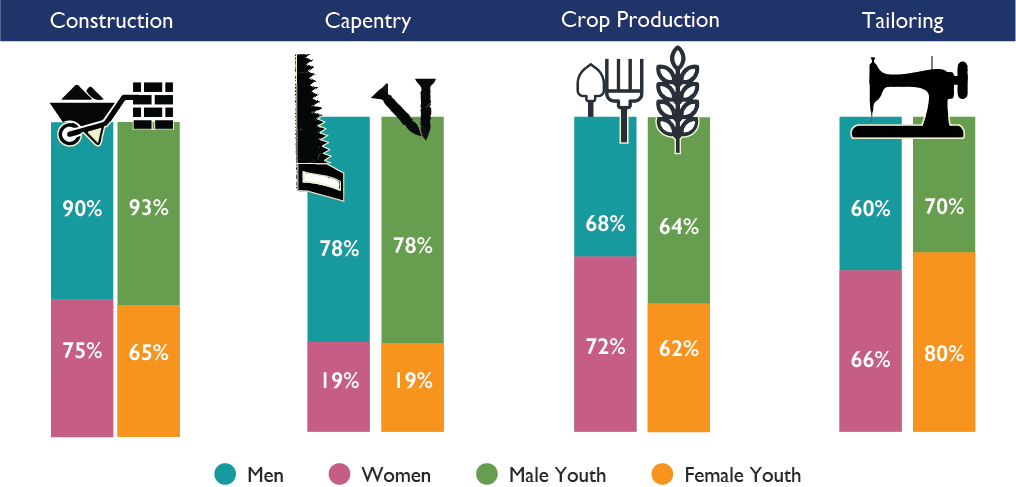 Construction
Capentry
Crop Production
Tailoring
90%
93%
75%
65%
78%
78%
19%
19%
68%
64%
72%
62%
60%
70%
66%
80%
Men
Women
Male Youth
Female Youth